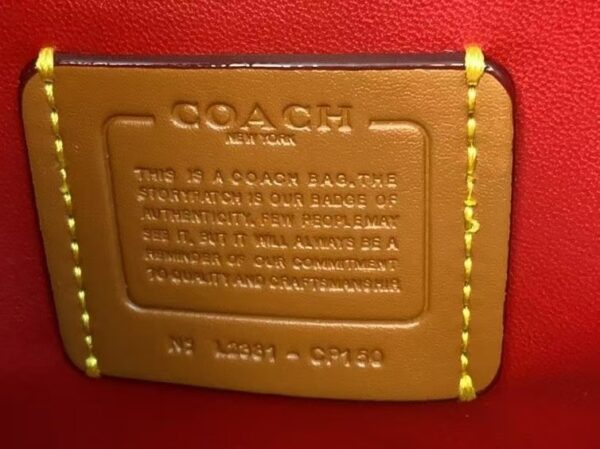 COACH
NEW YORK
THIS IS A COACH BAG. THE
STORYPATCH IS OUR BADGE OF
AUTHENTICITY. FEW PEOPLE MAY
SEE IT, BUT IT WILL ALWAYS BE A
REMINDER OF OUR COMMITMENT
TO QUALITY AND CRAFTSMANSHIP.
Nº L2331 - CP150